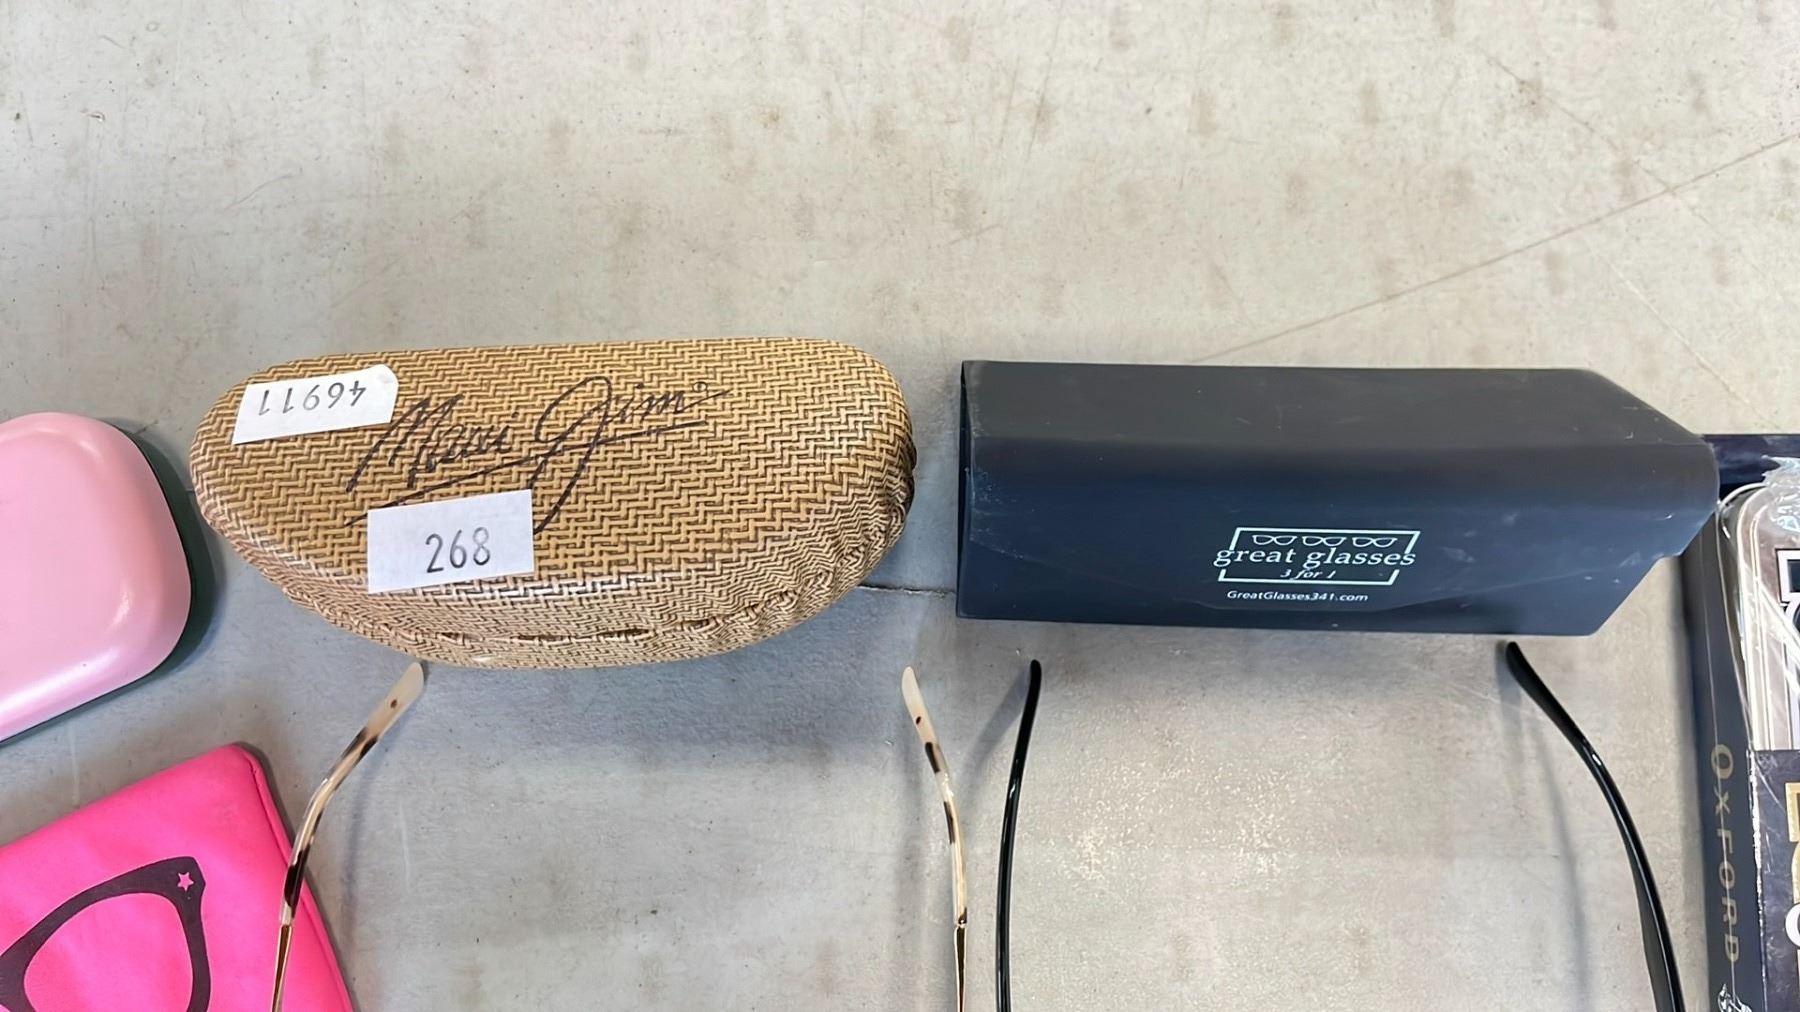 46911
Maui Jim®
268
great glasses
3 for 1
GreatGlasses341.com
OXFORD